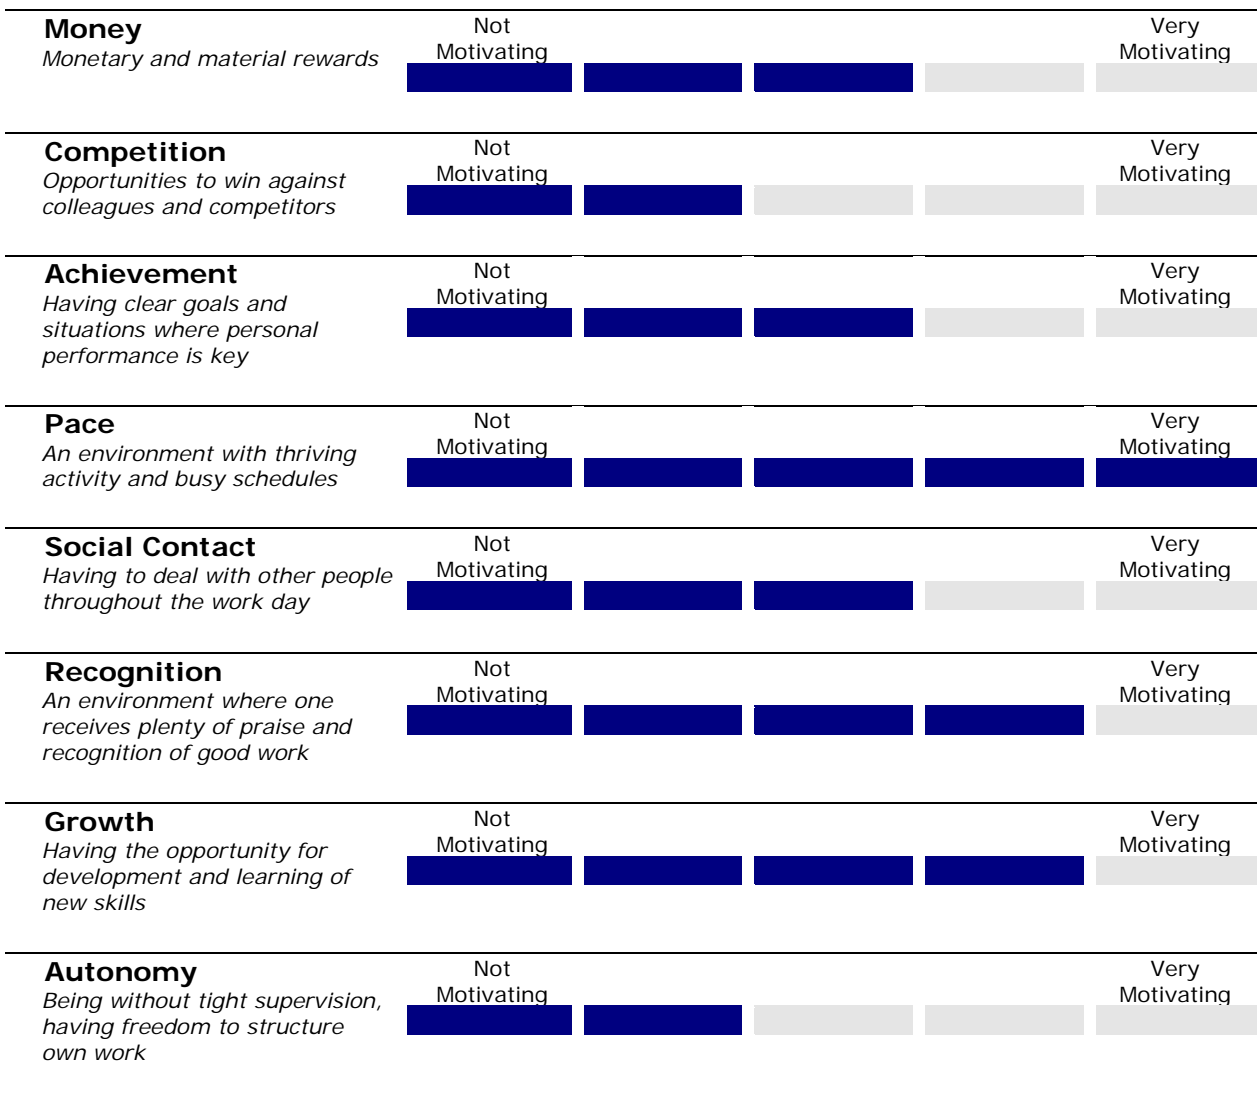 Money
Monetary and material rewards
Not
Motivating
Very
Motivating
Competition
Opportunities to win against
colleagues and competitors
Not
Motivating
Very
Motivating
Achievement
Having clear goals and
situations where personal
performance is key
Not
Motivating
Very
Motivating
Pace
An environment with thriving
activity and busy schedules
Not
Motivating
Very
Motivating
Social Contact
Having to deal with other people
throughout the work day
Not
Motivating
Very
Motivating
Recognition
An environment where one
receives plenty of praise and
recognition of good work
Not
Motivating
Very
Motivating
Growth
Having the opportunity for
development and learning of
new skills
Not
Motivating
Very
Motivating
Autonomy
Being without tight supervision,
having freedom to structure
own work
Not
Motivating
Very
Motivating